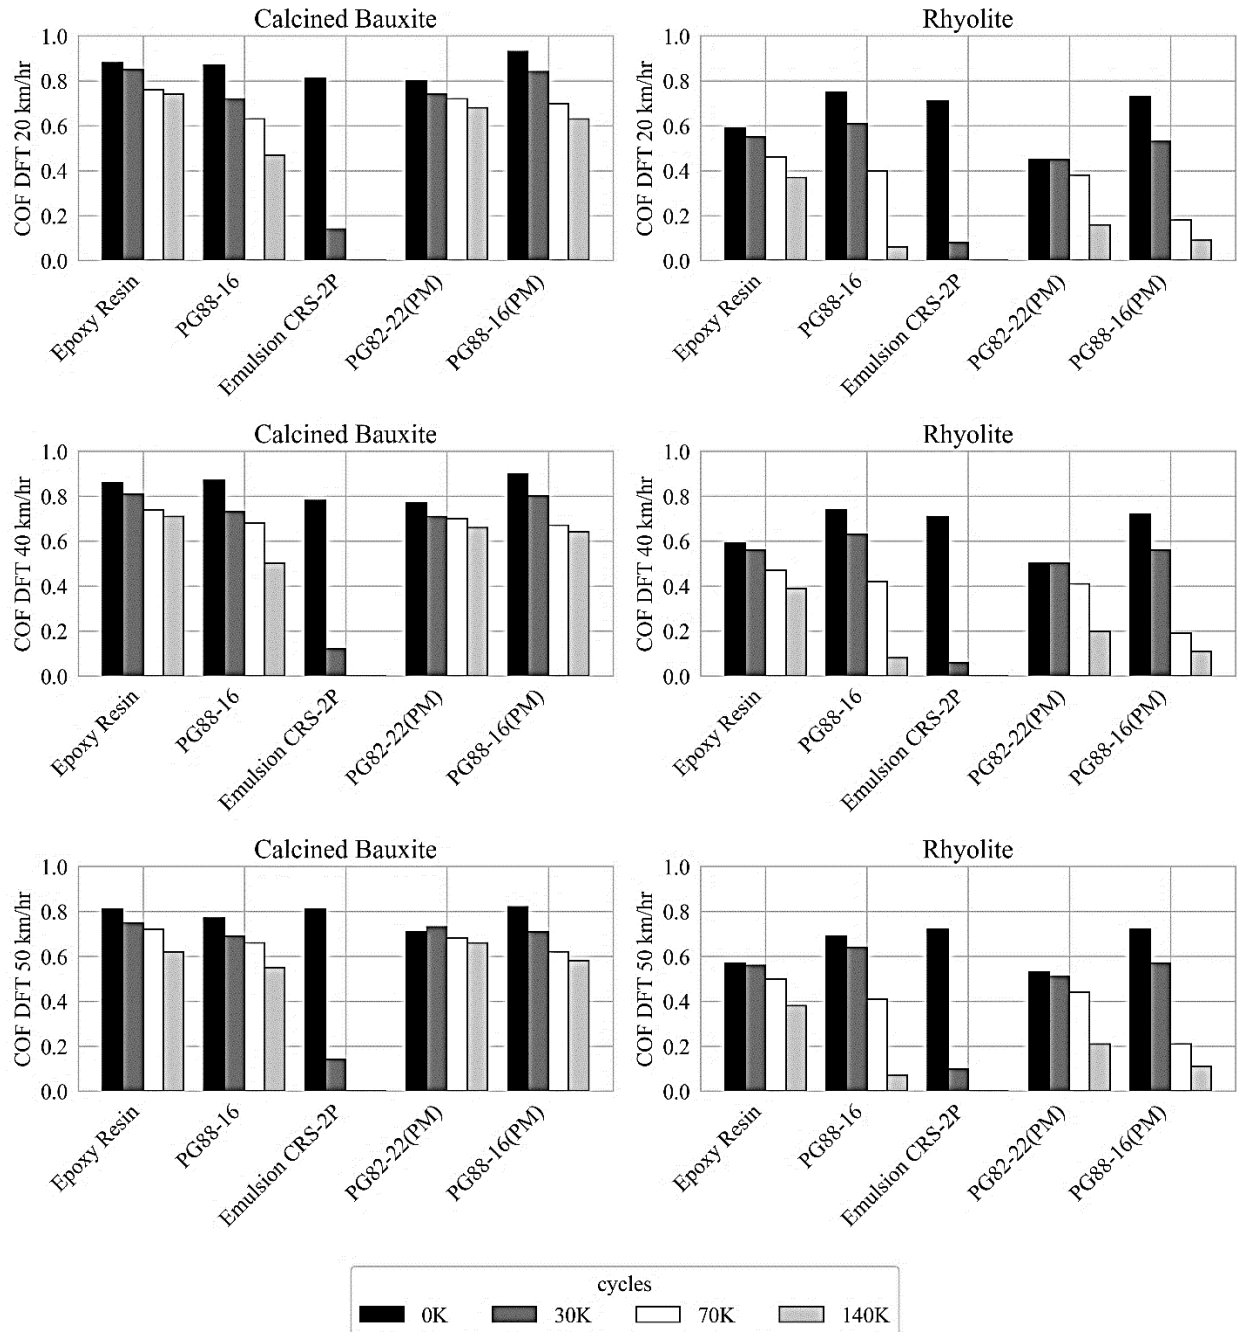 Calcined Bauxite
COF DFT 20 km/hr
1.0
0.8
0.6
0.4
0.2
0.0
Epoxy Resin
PG88-16
Emulsion CRS-2P
PG82-22(PM)
PG88-16(PM)
Rhyolite
COF DFT 20 km/hr
1.0
0.8
0.6
0.4
0.2
0.0
Epoxy Resin
PG88-16
Emulsion CRS-2P
PG82-22(PM)
PG88-16(PM)
Calcined Bauxite
COF DFT 40 km/hr
1.0
0.8
0.6
0.4
0.2
0.0
Epoxy Resin
PG88-16
Emulsion CRS-2P
PG82-22(PM)
PG88-16(PM)
Rhyolite
COF DFT 40 km/hr
1.0
0.8
0.6
0.4
0.2
0.0
Epoxy Resin
PG88-16
Emulsion CRS-2P
PG82-22(PM)
PG88-16(PM)
Calcined Bauxite
COF DFT 50 km/hr
1.0
0.8
0.6
0.4
0.2
0.0
Epoxy Resin
PG88-16
Emulsion CRS-2P
PG82-22(PM)
PG88-16(PM)
Rhyolite
COF DFT 50 km/hr
1.0
0.8
0.6
0.4
0.2
0.0
Epoxy Resin
PG88-16
Emulsion CRS-2P
PG82-22(PM)
PG88-16(PM)
cycles
0K 30K 70K 140K